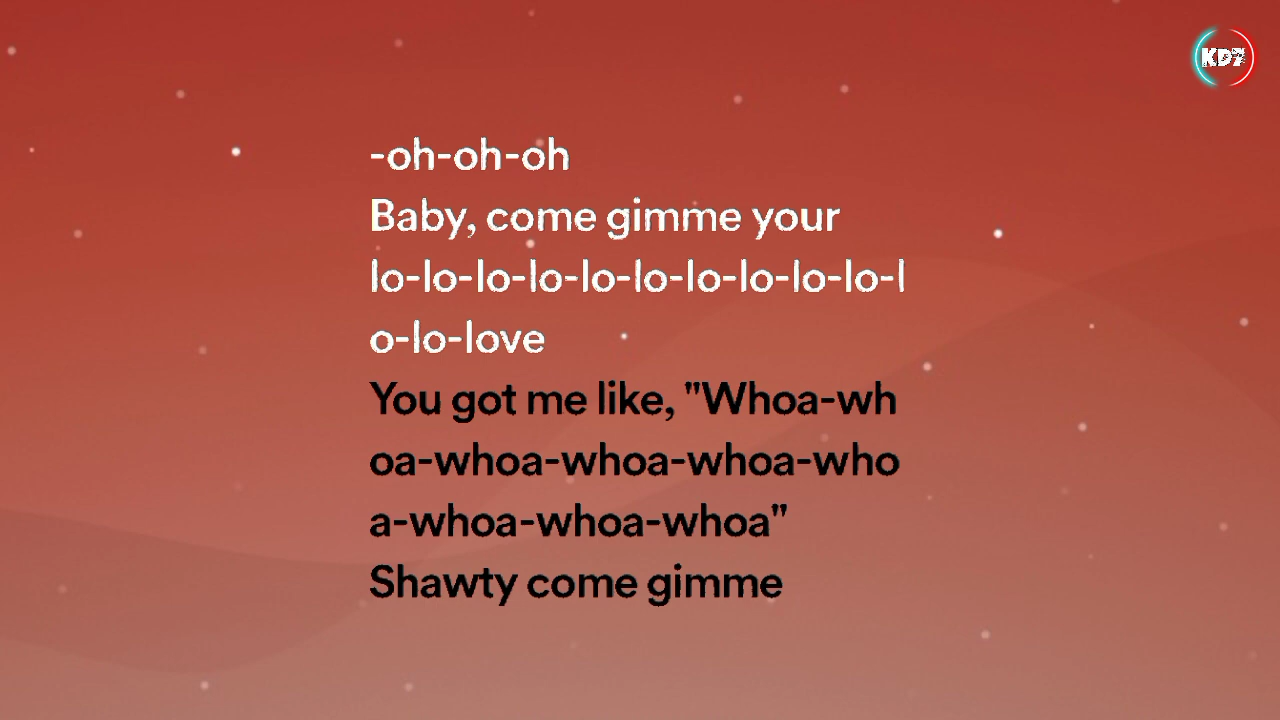 KD7
-oh-oh-oh
Baby, come gimme your
lo-lo-lo-lo-lo-lo-lo-lo-lo-lo-l
o-lo-love
You got me like, "Whoa-wh
oa-whoa-whoa-whoa-who
a-whoa-whoa-whoa"
Shawty come gimme